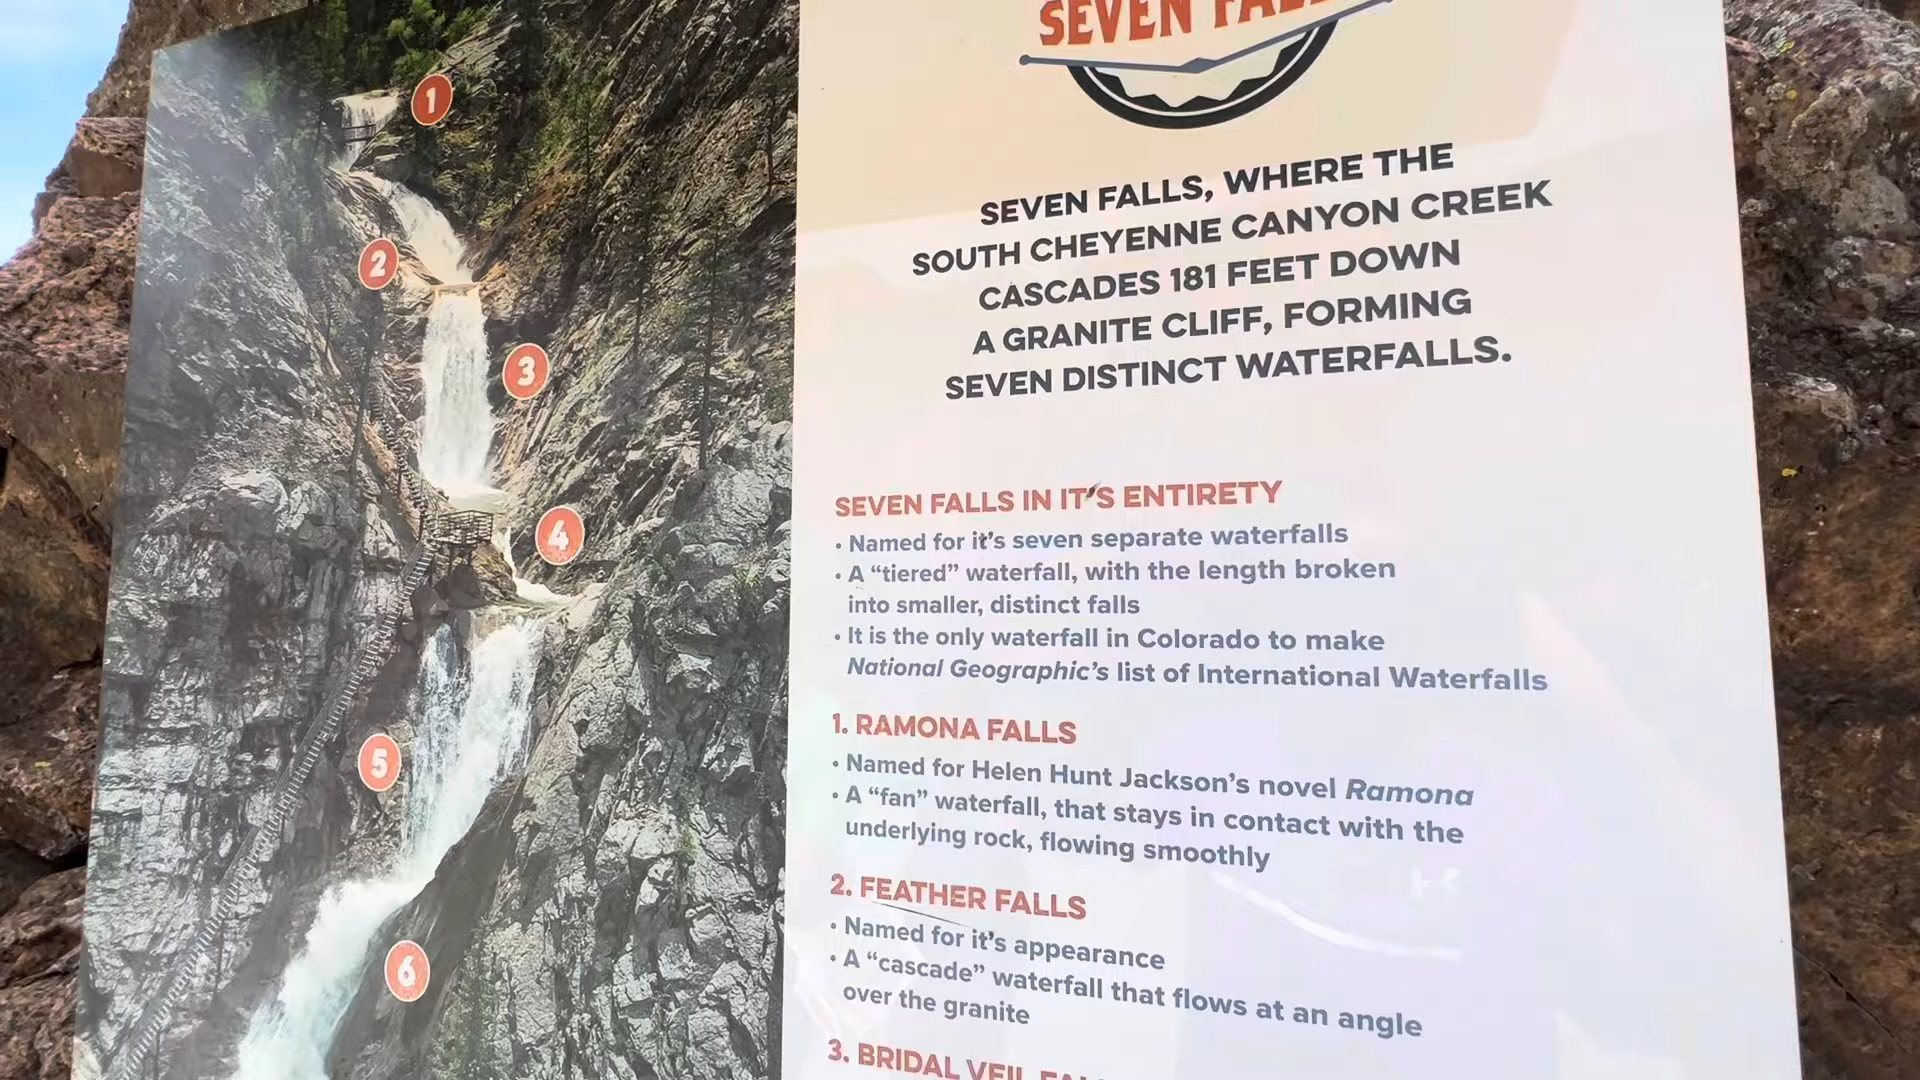 SEVEN FALLS
SEVEN FALLS, WHERE THE
SOUTH CHEYENNE CANYON CREEK
CASCADES 181 FEET DOWN
A GRANITE CLIFF, FORMING
SEVEN DISTINCT WATERFALLS.
SEVEN FALLS IN IT'S ENTIRETY
• Named for it's seven separate waterfalls
• A “tiered” waterfall, with the length broken
into smaller, distinct falls
• It is the only waterfall in Colorado to make
National Geographic's list of International Waterfalls
1. RAMONA FALLS
• Named for Helen Hunt Jackson's novel Ramona
• A “fan” waterfall, that stays in contact with the
underlying rock, flowing smoothly
2. FEATHER FALLS
• Named for it's appearance
• A “cascade” waterfall that flows at an angle
over the granite
3. BRIDAL VEIL
1
2
3
4
5
6